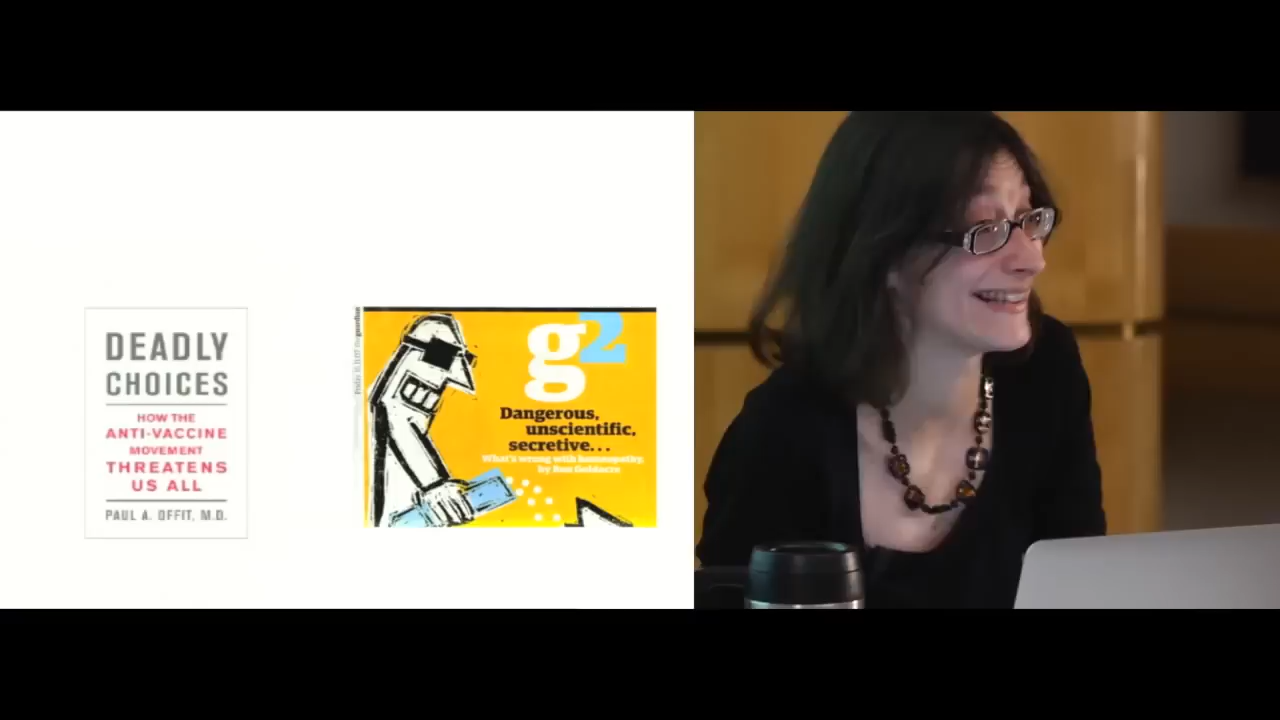 DEADLY
CHOICES
HOW THE
ANTI-VACCINE
MOVEMENT
THREATENS
US ALL
PAUL A. OFFIT, M.D.
g2
Dangerous,
unscientific,
secretive...
What's wrong with homeopathy,
by Ben Goldacre
theguardian